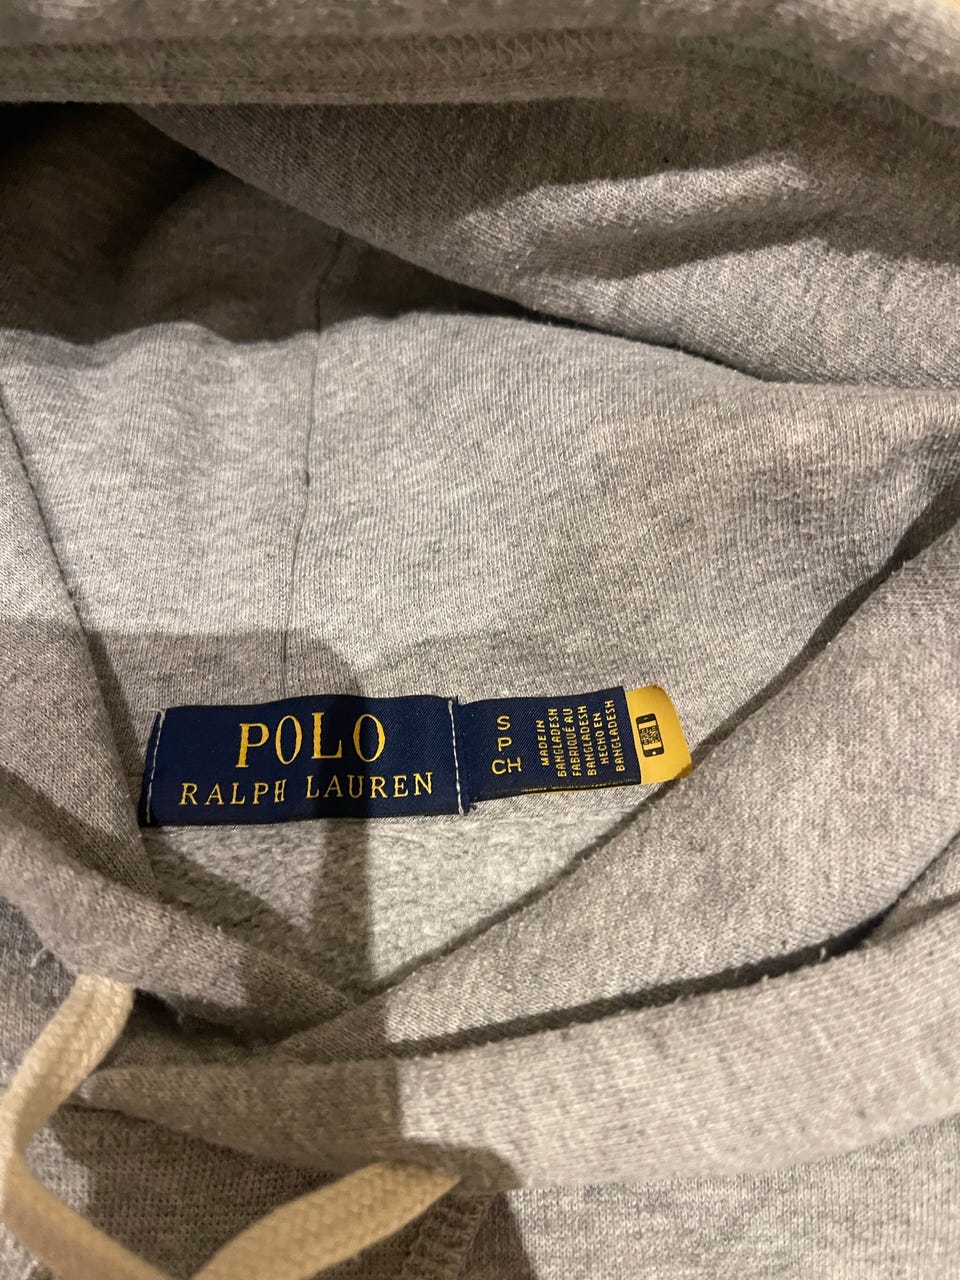 POLO
RALPH LAUREN
S
P
CH
MADE IN
BANGLADESH
FABRIQUÉ AU
BANGLADESH
HECHO EN
BANGLADESH